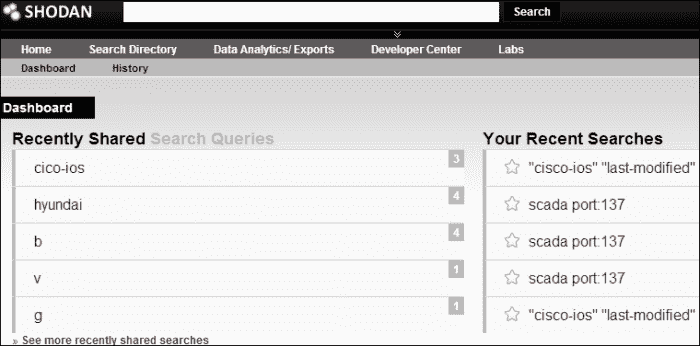 SHODAN Search
Home Search Directory Data Analytics/ Exports Developer Center Labs
Dashboard History
Dashboard
Recently Shared Search Queries
cico-ios 3
hyundai 4
b 4
v 1
g 1
» See more recently shared searches
Your Recent Searches
"cisco-ios" "last-modified"
scada port:137
scada port:137
scada port:137
"cisco-ios" "last-modified"